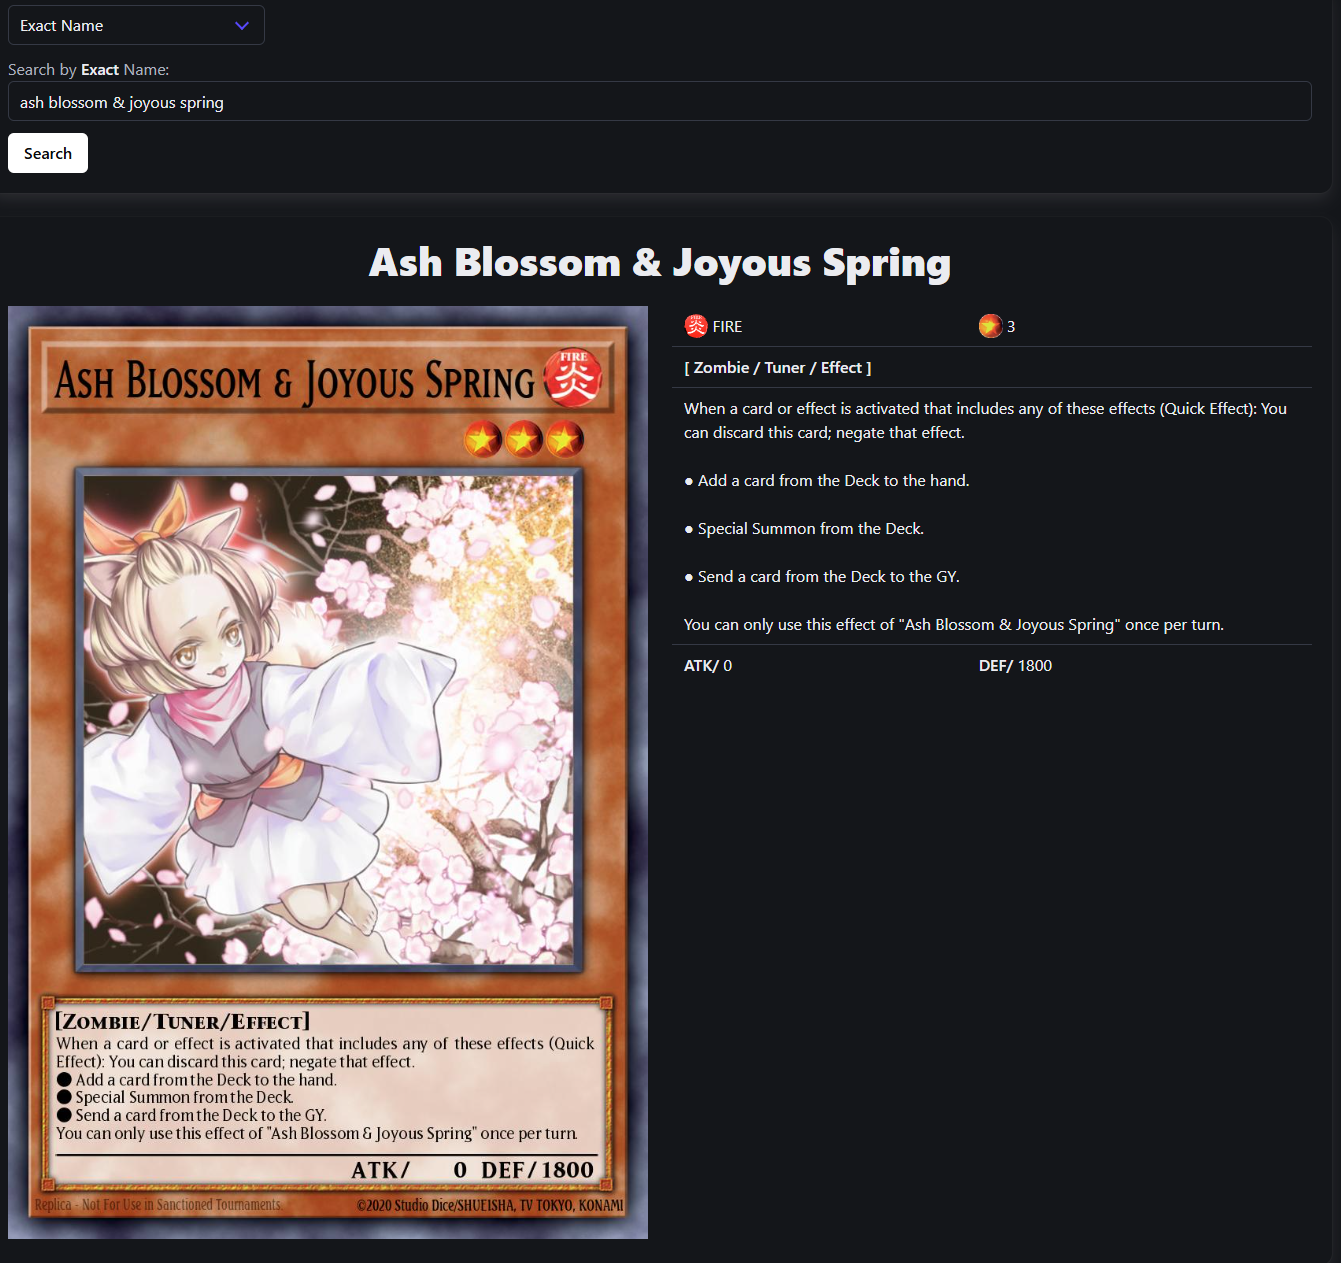 Exact Name
Search by Exact Name:
ash blossom & joyous spring
Search
Ash Blossom & Joyous Spring
ASH BLOSSOM & JOYOUS SPRING
FIRE
炎
[ZOMBIE/TUNER/EFFECT]
When a card or effect is activated that includes any of these effects (Quick
Effect): You can discard this card; negate that effect.
● Add a card from the Deck to the hand.
● Special Summon from the Deck.
● Send a card from the Deck to the GY.
You can only use this effect of "Ash Blossom & Joyous Spring" once per turn.
ATK/ 0 DEF/1800
Replica - Not For Use in Sanctioned Tournaments.
©2020 Studio Dice/SHUEISHA, TV TOKYO, KONAMI
炎 FIRE
3
[ Zombie / Tuner / Effect ]
When a card or effect is activated that includes any of these effects (Quick Effect): You
can discard this card; negate that effect.
● Add a card from the Deck to the hand.
● Special Summon from the Deck.
● Send a card from the Deck to the GY.
You can only use this effect of "Ash Blossom & Joyous Spring" once per turn.
ATK/ 0
DEF/ 1800